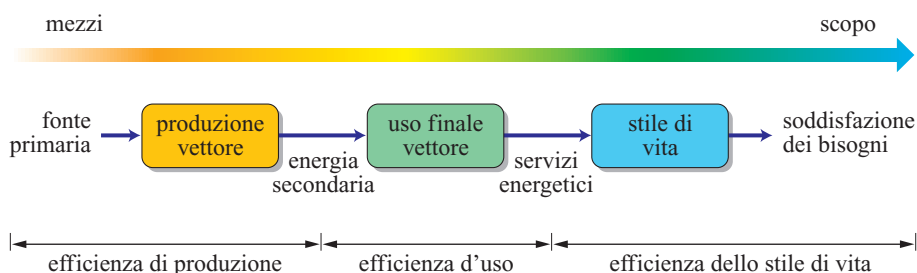 mezzi
scopo
fonte
primaria
produzione
vettore
energia
secondaria
uso finale
vettore
servizi
energetici
stile di
vita
soddisfazione
dei bisogni
efficienza di produzione
efficienza d'uso
efficienza dello stile di vita